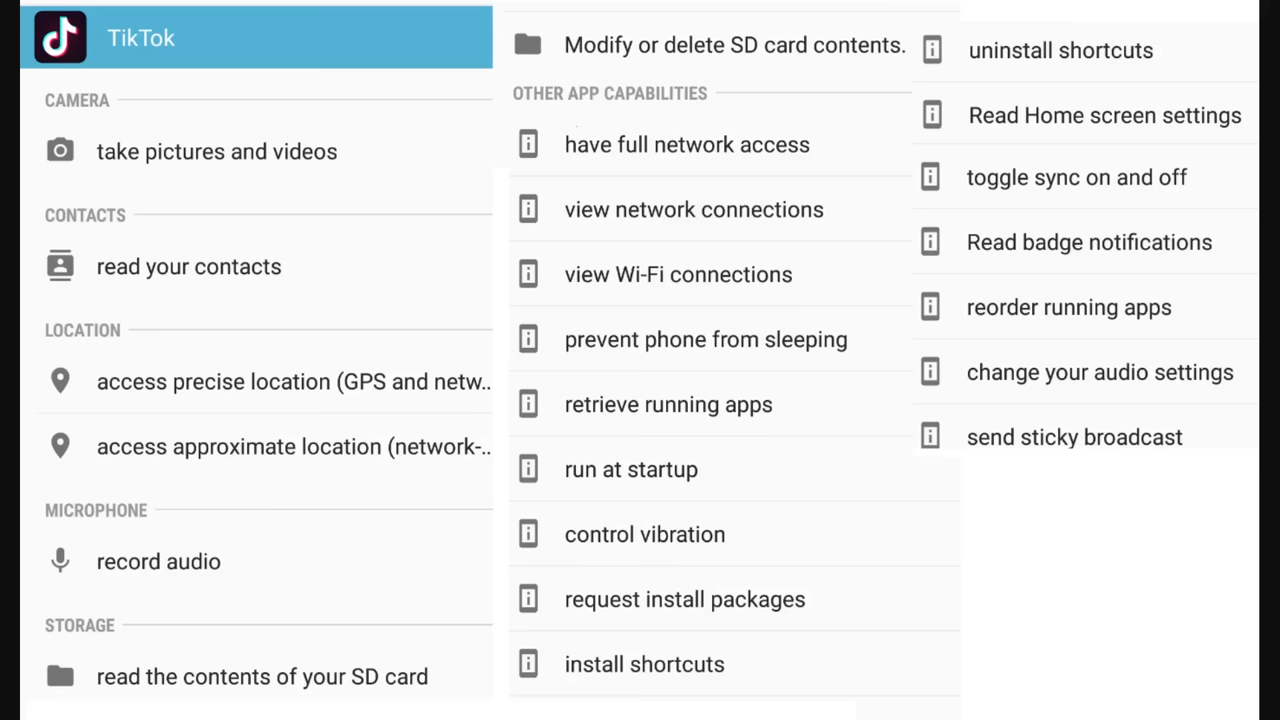 TikTok
CAMERA
take pictures and videos
CONTACTS
read your contacts
LOCATION
access precise location (GPS and netw..
access approximate location (network-..
MICROPHONE
record audio
STORAGE
read the contents of your SD card
Modify or delete SD card contents.
OTHER APP CAPABILITIES
have full network access
view network connections
view Wi-Fi connections
prevent phone from sleeping
retrieve running apps
run at startup
control vibration
request install packages
install shortcuts
uninstall shortcuts
Read Home screen settings
toggle sync on and off
Read badge notifications
reorder running apps
change your audio settings
send sticky broadcast